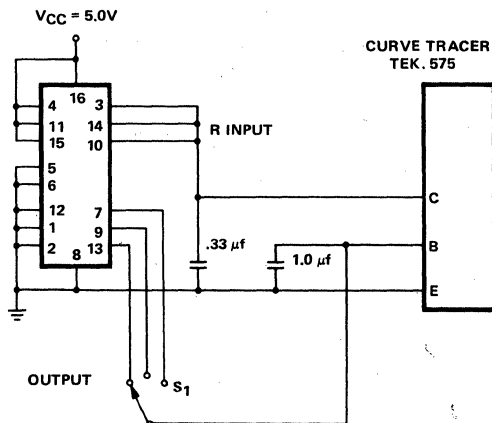 VCC = 5.0V
CURVE TRACER
TEK. 575
16
4 3
11 14
15 10
R INPUT
5
6
12 7
1 9
2 13
8
C
B
E
.33 µf
1.0 µf
OUTPUT
S1